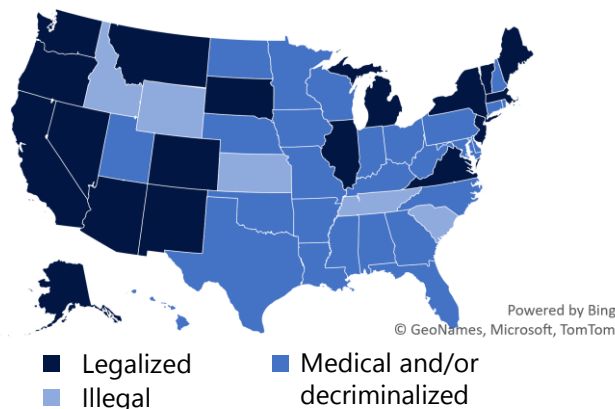 Powered by Bing
© GeoNames, Microsoft, TomTom
Legalized
Medical and/or
decriminalized
Illegal